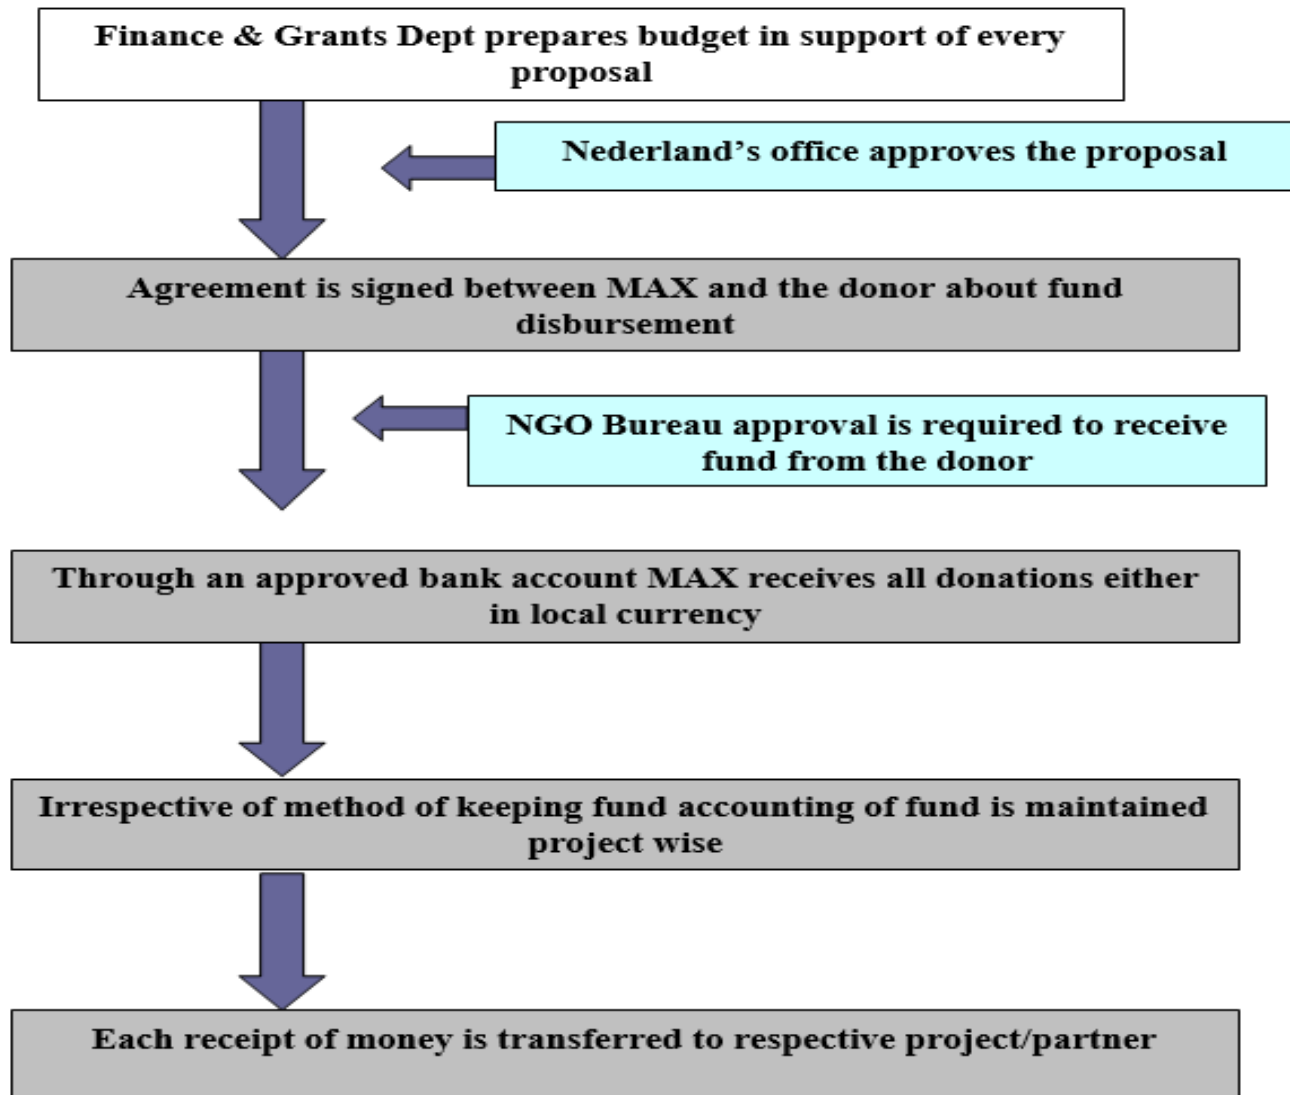 Finance & Grants Dept prepares budget in support of every
proposal
Nederland's office approves the proposal
Agreement is signed between MAX and the donor about fund
disbursement
NGO Bureau approval is required to receive
fund from the donor
Through an approved bank account MAX receives all donations either
in local currency
Irrespective of method of keeping fund accounting of fund is maintained
project wise
Each receipt of money is transferred to respective project/partner